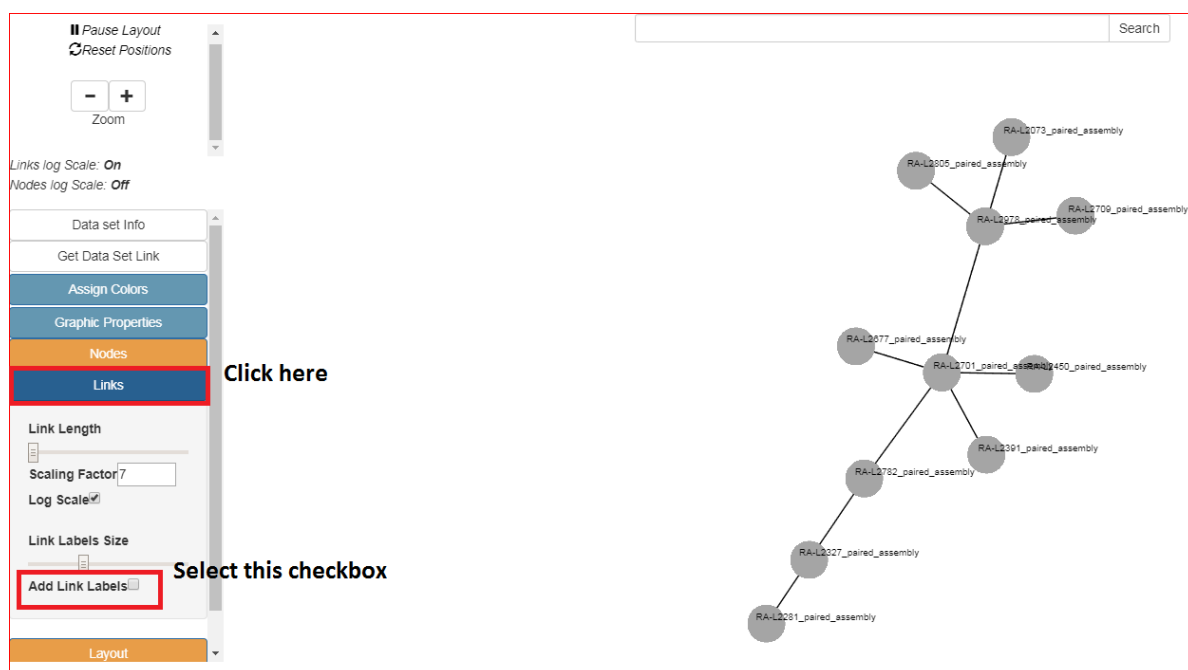 Pause Layout
Reset Positions
Search
- +
Zoom
Links log Scale: On
Nodes log Scale: Off
Data set Info
Get Data Set Link
Assign Colors
Graphic Properties
Nodes
Links
Click here
Link Length
Scaling Factor 7
Log Scale
Link Labels Size
Select this checkbox
Add Link Labels
Layout
RA-L2073_paired_assembly
RA-L2805_paired_assembly
RA-L2709_paired_assembly
RA-L2978_paired_assembly
RA-L2677_paired_assembly
RA-L2701_paired_assembly
RA-L2450_paired_assembly
RA-L2391_paired_assembly
RA-L2782_paired_assembly
RA-L2327_paired_assembly
RA-L2281_paired_assembly